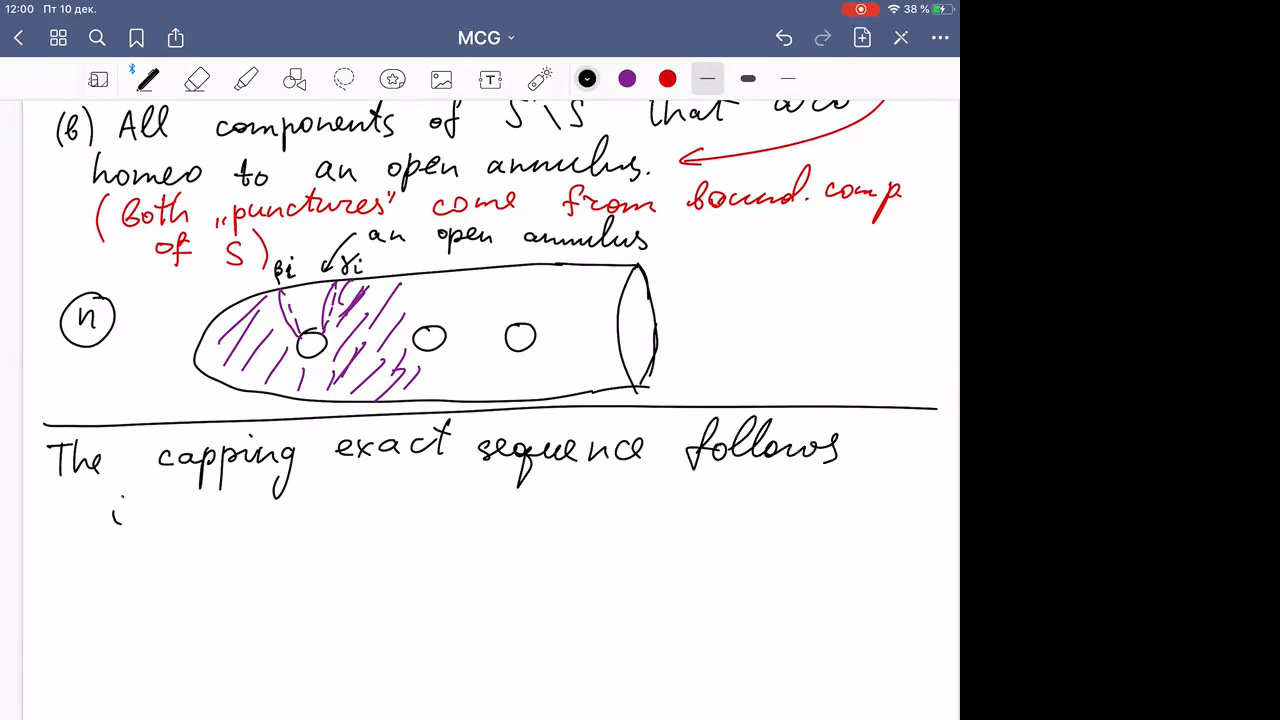 12:00 Пт 10 дек.
38 %
MCG
(b) All components of S'\S that are
homeo to an open annulus.
(Both „punctures" come from bound. comp
of S)
an open annulus
βi γi
n
The capping exact sequence follows
i